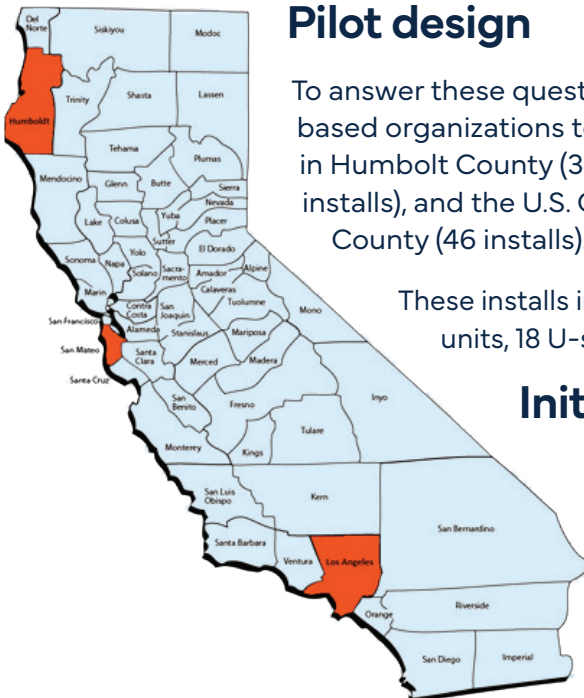 Pilot design
To answer these quest
based organizations to
in Humbolt County (3
installs), and the U.S.
County (46 installs)
These installs i
units, 18 U-s
Init
Del
Norte
Siskiyou
Modoc
Humboldt
Trinity
Shasta
Lassen
Tehama
Plumas
Mendocino
Glenn
Butte
Sierra
Nevada
Lake
Colusa
Yuba
Placer
Sutter
Sonoma
Napa
Yolo
El Dorado
Solano
Sacra-
mento
Amador
Alpine
Marin
Calaveras
Contra
Costa
San
Joaquin
Tuolumne
Mono
San Francisco
Alameda
Stanislaus
Mariposa
San Mateo
Santa
Clara
Merced
Madera
Santa Cruz
San
Benito
Fresno
Inyo
Monterey
Kings
Tulare
San Luis
Obispo
Kern
San Bernardino
Santa Barbara
Ventura
Los Angeles
Orange
Riverside
San Diego
Imperial